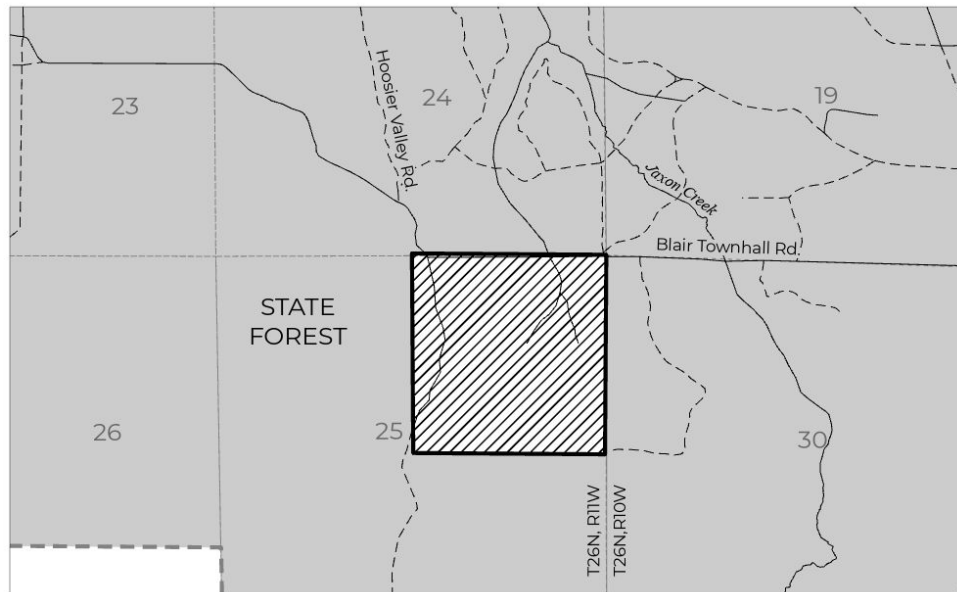 23
Hoosier Valley Rd.
24
19
Jaxon Creek
Blair Townhall Rd.
STATE
FOREST
26
25
30
T26N, R11W
T26N,R10W